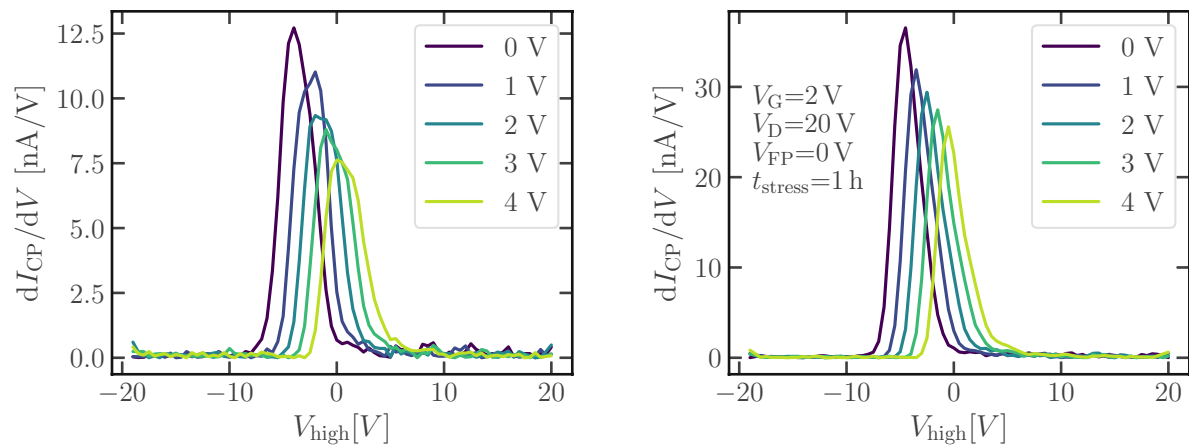 12.5
10.0
7.5
5.0
2.5
0.0
dI_CP/dV [nA/V]
−20 −10 0 10 20
V_high[V]
0 V
1 V
2 V
3 V
4 V
30
20
10
0
dI_CP/dV [nA/V]
−20 −10 0 10 20
V_high[V]
V_G=2 V
V_D=20 V
V_FP=0 V
t_stress=1 h
0 V
1 V
2 V
3 V
4 V